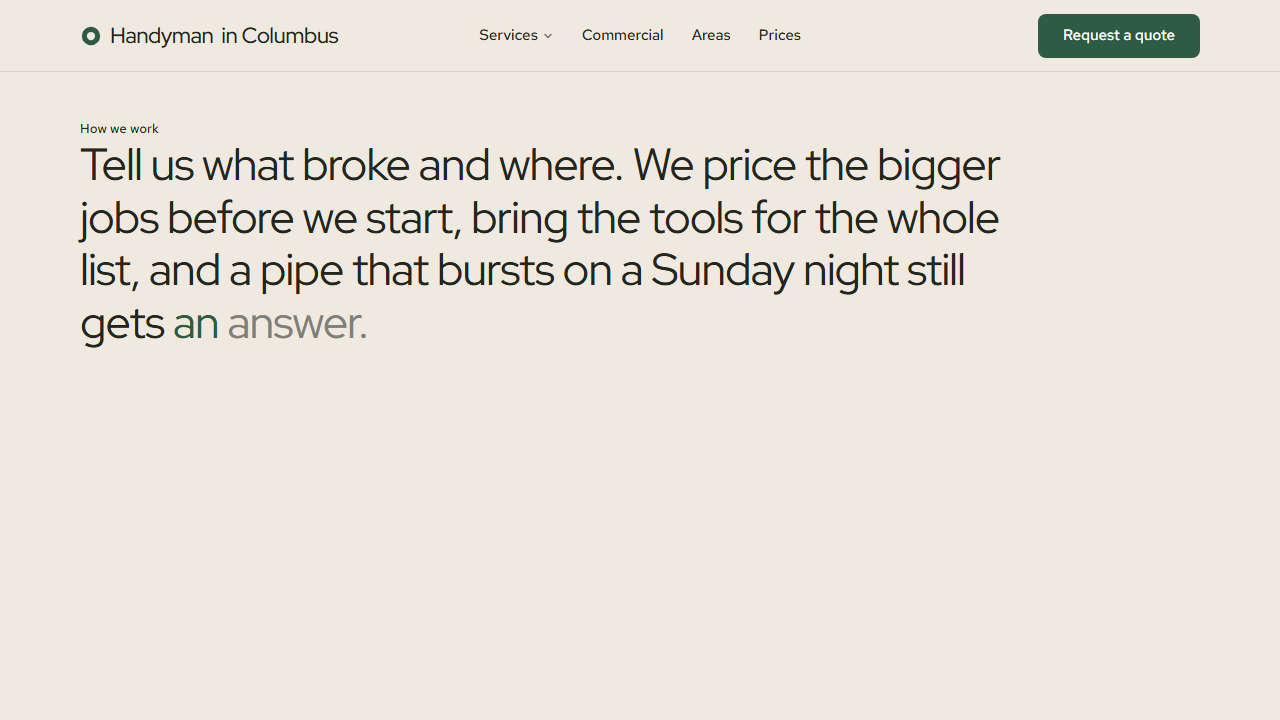 Handyman in Columbus
Services
Commercial
Areas
Prices
Request a quote
How we work
Tell us what broke and where. We price the bigger
jobs before we start, bring the tools for the whole
list, and a pipe that bursts on a Sunday night still
gets an answer.